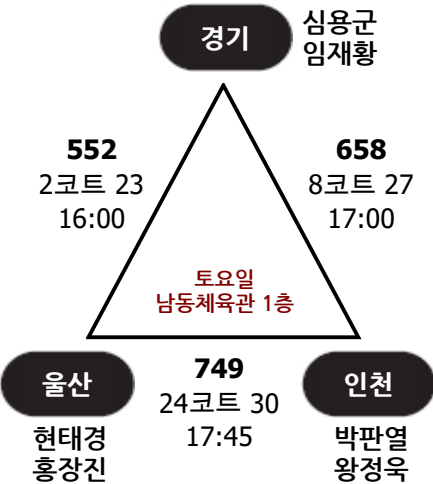 경기
심용군
임재황
552
2코트 23
16:00
658
8코트 27
17:00
토요일
남동체육관 1층
울산
현태경
홍장진
749
24코트 30
17:45
인천
박판열
왕정욱